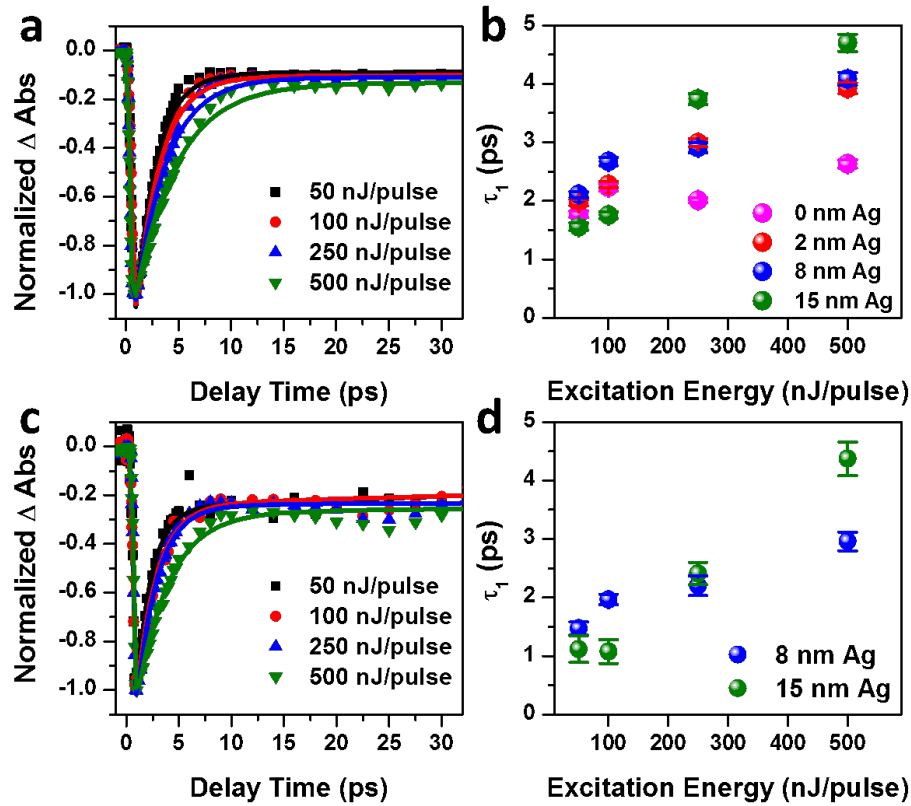 a
0.0
-0.2
-0.4
-0.6
-0.8
-1.0
Normalized Δ Abs
50 nJ/pulse
100 nJ/pulse
250 nJ/pulse
500 nJ/pulse
0 5 10 15 20 25 30
Delay Time (ps)
b
5
4
3
2
1
0
τ1 (ps)
0 nm Ag
2 nm Ag
8 nm Ag
15 nm Ag
100 200 300 400 500
Excitation Energy (nJ/pulse)
c
0.0
-0.2
-0.4
-0.6
-0.8
-1.0
Normalized Δ Abs
50 nJ/pulse
100 nJ/pulse
250 nJ/pulse
500 nJ/pulse
0 5 10 15 20 25 30
Delay Time (ps)
d
5
4
3
2
1
0
τ1 (ps)
8 nm Ag
15 nm Ag
100 200 300 400 500
Excitation Energy (nJ/pulse)